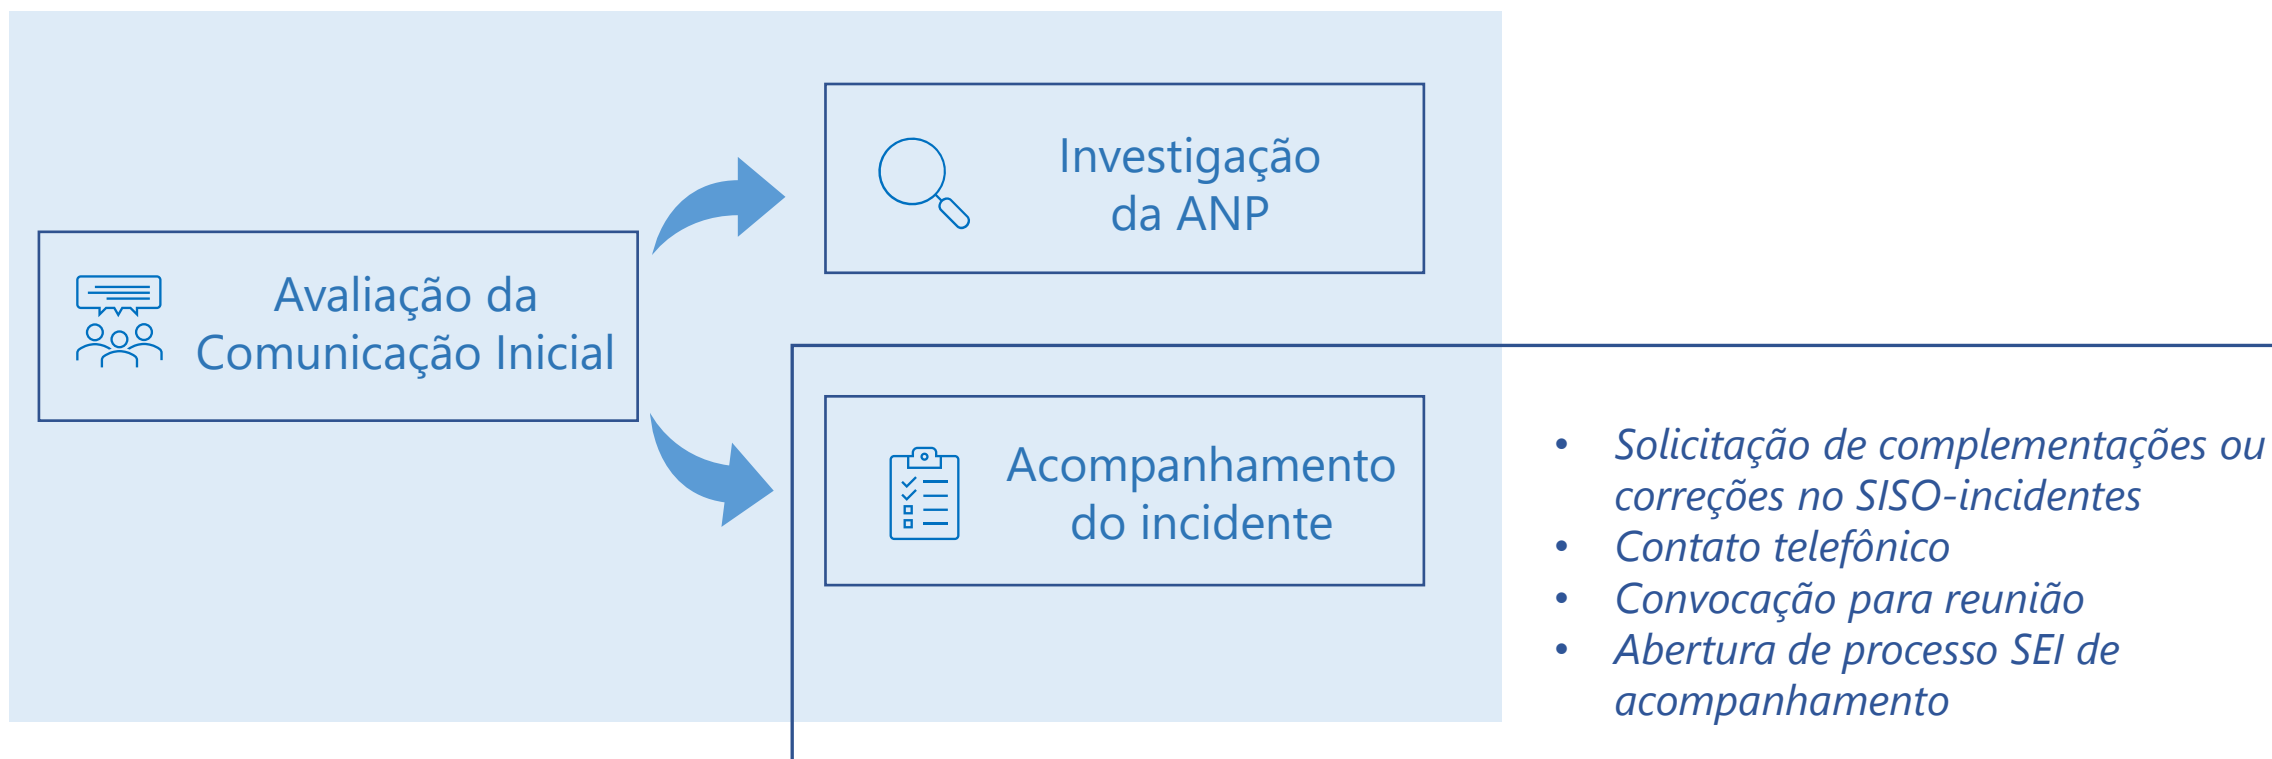 Avaliação da
Comunicação Inicial
Investigação
da ANP
Acompanhamento
do incidente
• Solicitação de complementações ou
correções no SISO-incidentes
• Contato telefônico
• Convocação para reunião
• Abertura de processo SEI de
acompanhamento